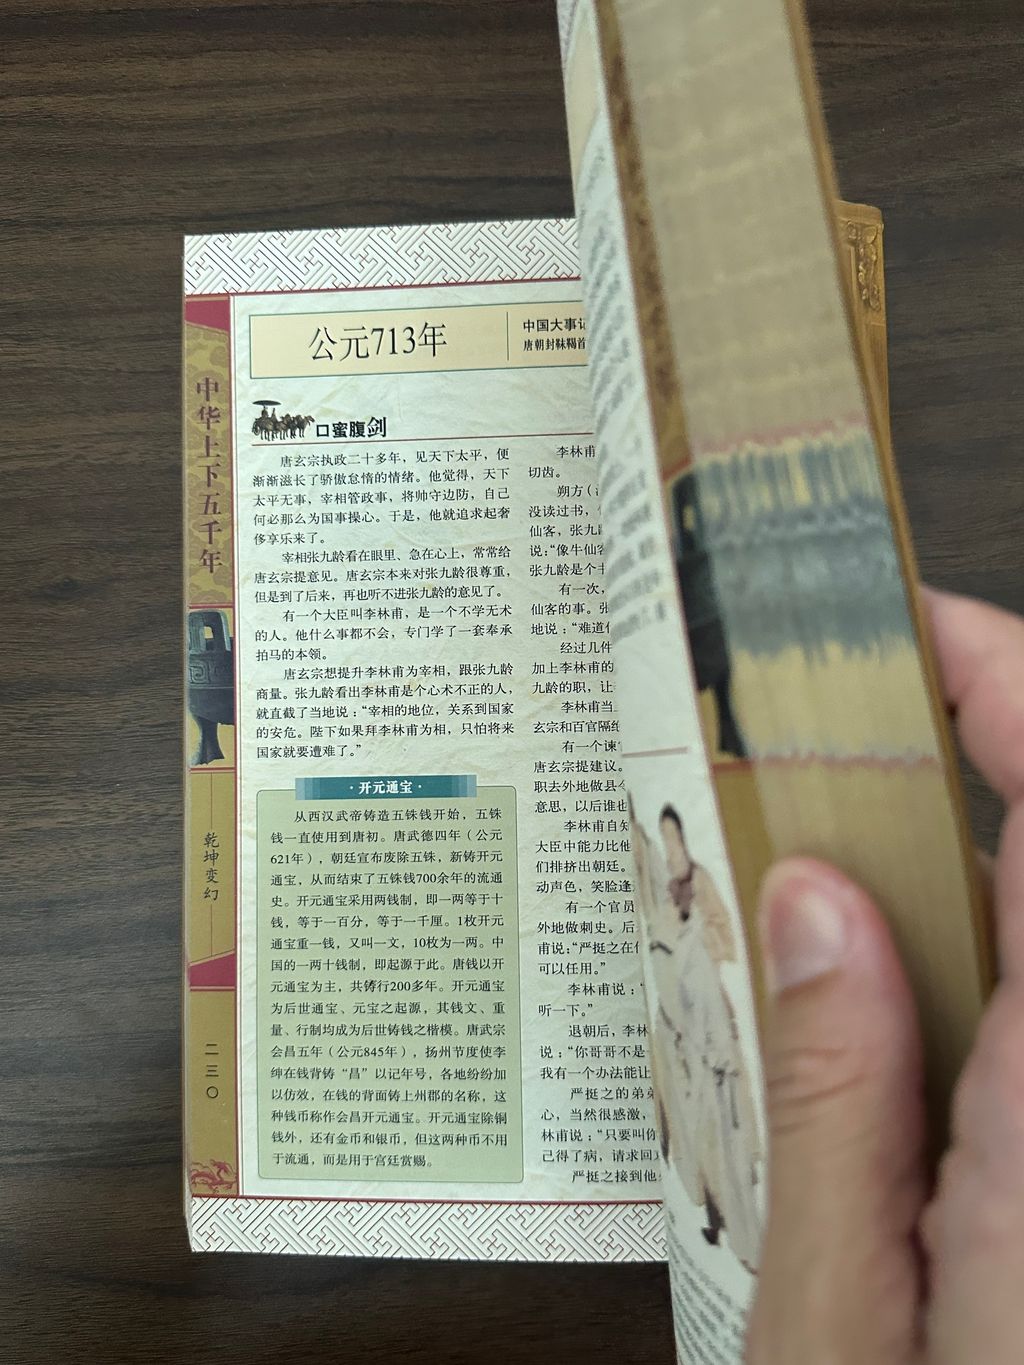 公元713年
中国大事记
唐朝封靺鞨首
中华上下五千年
乾坤变幻
二三〇
口蜜腹剑
唐玄宗执政二十多年，见天下太平，便
渐渐滋长了骄傲怠惰的情绪。他觉得，天下
太平无事，宰相管政事，将帅守边防，自己
何必那么为国事操心。于是，他就追求起奢
侈享乐来了。
宰相张九龄看在眼里、急在心上，常常给
唐玄宗提意见。唐玄宗本来对张九龄很尊重，
但是到了后来，再也听不进张九龄的意见了。
有一个大臣叫李林甫，是一个不学无术
的人。他什么事都不会，专门学了一套奉承
拍马的本领。
唐玄宗想提升李林甫为宰相，跟张九龄
商量。张九龄看出李林甫是个心术不正的人，
就直截了当地说：“宰相的地位，关系到国家
的安危。陛下如果拜李林甫为相，只怕将来
国家就要遭难了。”
·开元通宝·
从西汉武帝铸造五铢钱开始，五铢
钱一直使用到唐初。唐武德四年（公元
621年），朝廷宣布废除五铢，新铸开元
通宝，从而结束了五铢钱700余年的流通
史。开元通宝采用两钱制，即一两等于十
钱，等于一百分，等于一千厘。1枚开元
通宝重一钱，又叫一文，10枚为一两。中
国的一两十钱制，即起源于此。唐钱以开
元通宝为主，共铸行200多年。开元通宝
为后世通宝、元宝之起源，其钱文、重
量、行制均成为后世铸钱之楷模。唐武宗
会昌五年（公元845年），扬州节度使李
绅在钱背铸“昌”以记年号，各地纷纷加
以仿效，在钱的背面铸上州郡的名称，这
种钱币称作会昌开元通宝。开元通宝除铜
钱外，还有金币和银币，但这两种币不用
于流通，而是用于宫廷赏赐。
李林甫
切齿。
朔方（
没读过书，
仙客，张九龄
说：“像牛仙客
张九龄是个书
有一次，
仙客的事。张
地说：“难道
经过几件
加上李林甫的
九龄的职，让
李林甫当
玄宗和百官隔绝
有一个谏
唐玄宗提建议。
职去外地做县令
意思，以后谁也
李林甫自知
大臣中能力比他
们排挤出朝廷。
动声色，笑脸逢
有一个官员
外地做刺史。后
甫说：“严挺之在
可以任用。”
李林甫说：“
听一下。”
退朝后，李林
说：“你哥哥不是
我有一个办法能让
严挺之的弟弟
心，当然很感激，
林甫说：“只要叫你
己得了病，请求回
严挺之接到他